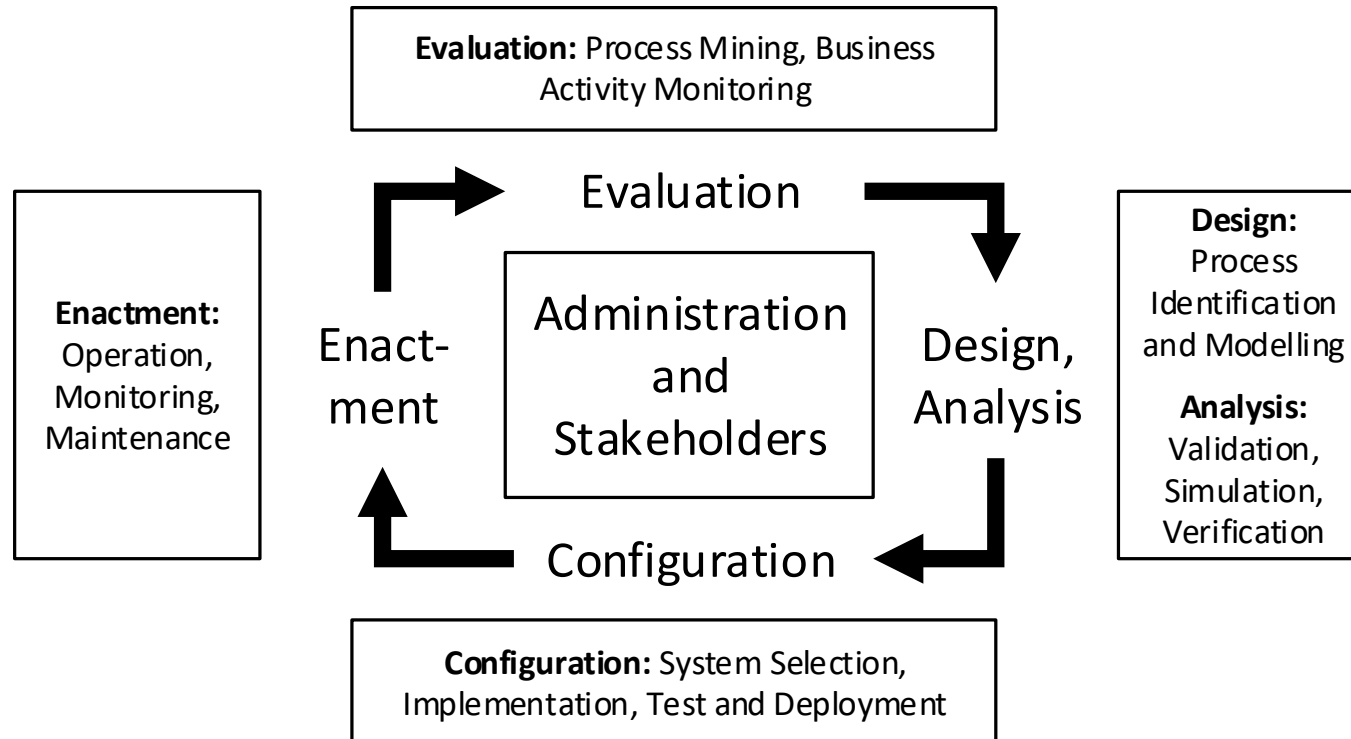 Evaluation: Process Mining, Business
Activity Monitoring
Evaluation
Enactment:
Operation,
Monitoring,
Maintenance
Enact-
ment
Administration
and
Stakeholders
Design,
Analysis
Design:
Process
Identification
and Modelling
Analysis:
Validation,
Simulation,
Verification
Configuration
Configuration: System Selection,
Implementation, Test and Deployment